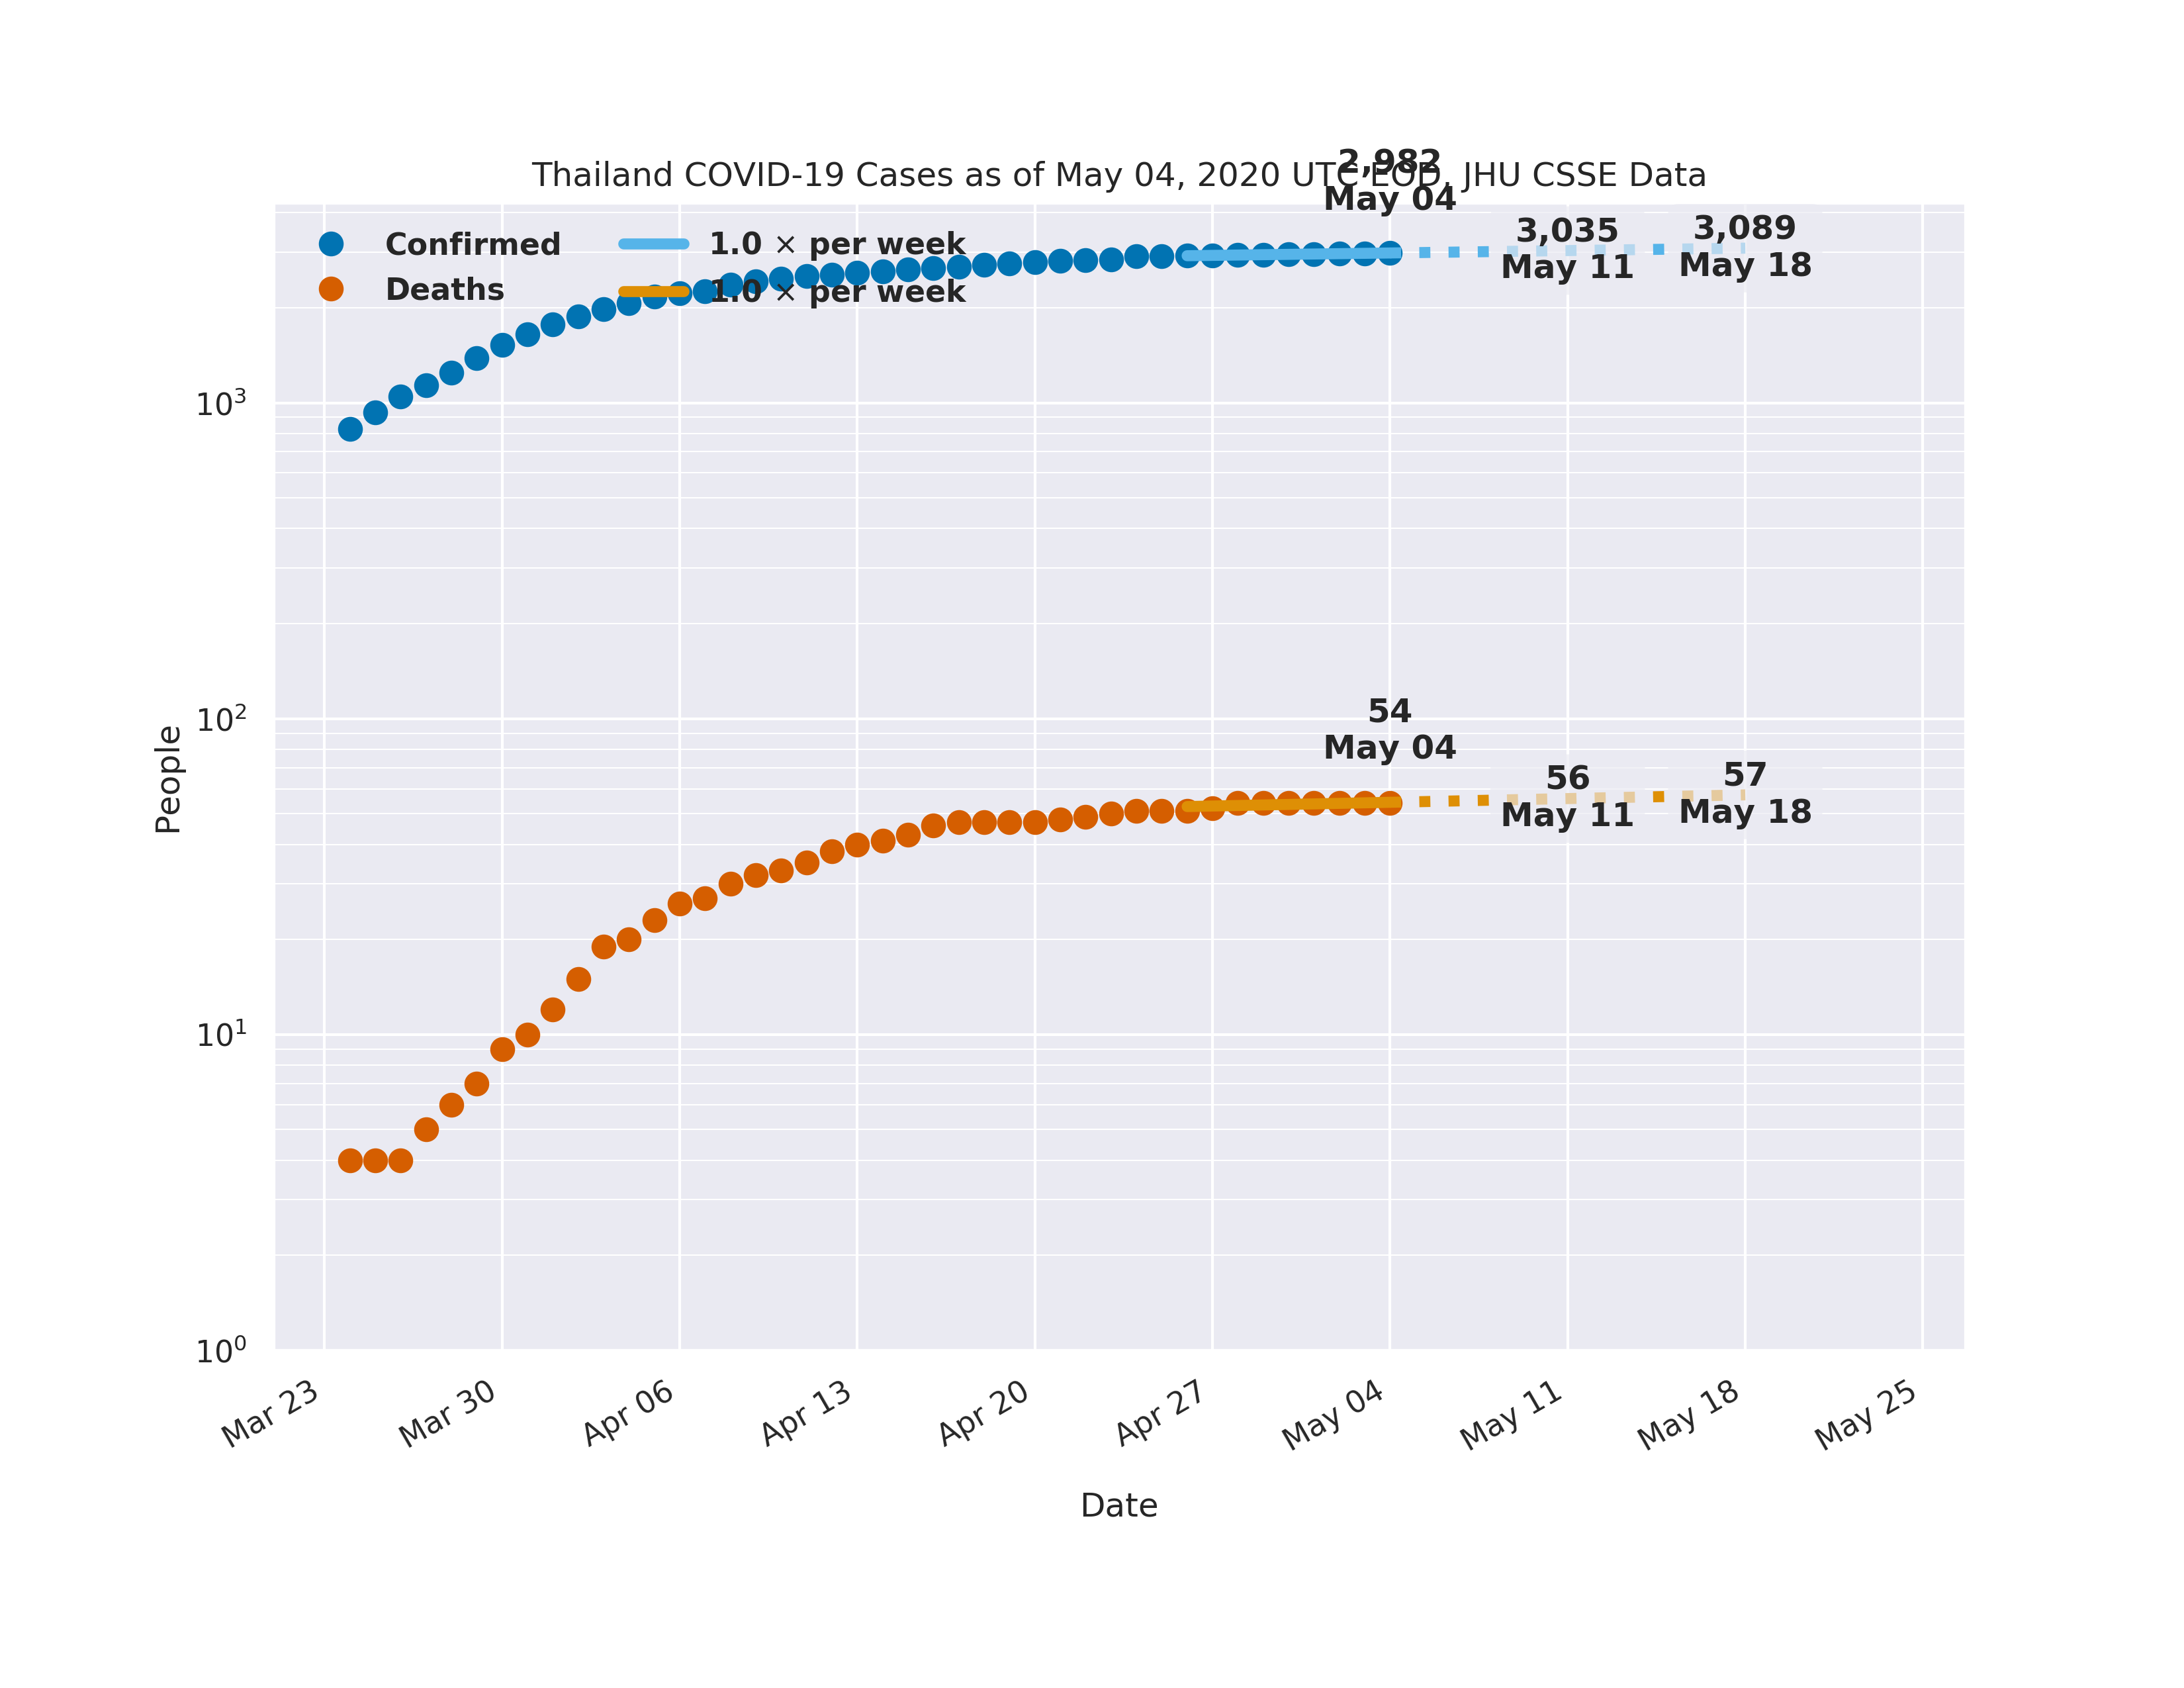 2,982
Thailand COVID-19 Cases as of May 04, 2020 UTC EOD, JHU CSSE Data
May 04
Confirmed
1.0 × per week
Deaths
1.0 × per week
3,035
May 11
3,089
May 18
54
May 04
56
May 11
57
May 18
10³
10²
10¹
10⁰
People
Mar 23
Mar 30
Apr 06
Apr 13
Apr 20
Apr 27
May 04
May 11
May 18
May 25
Date